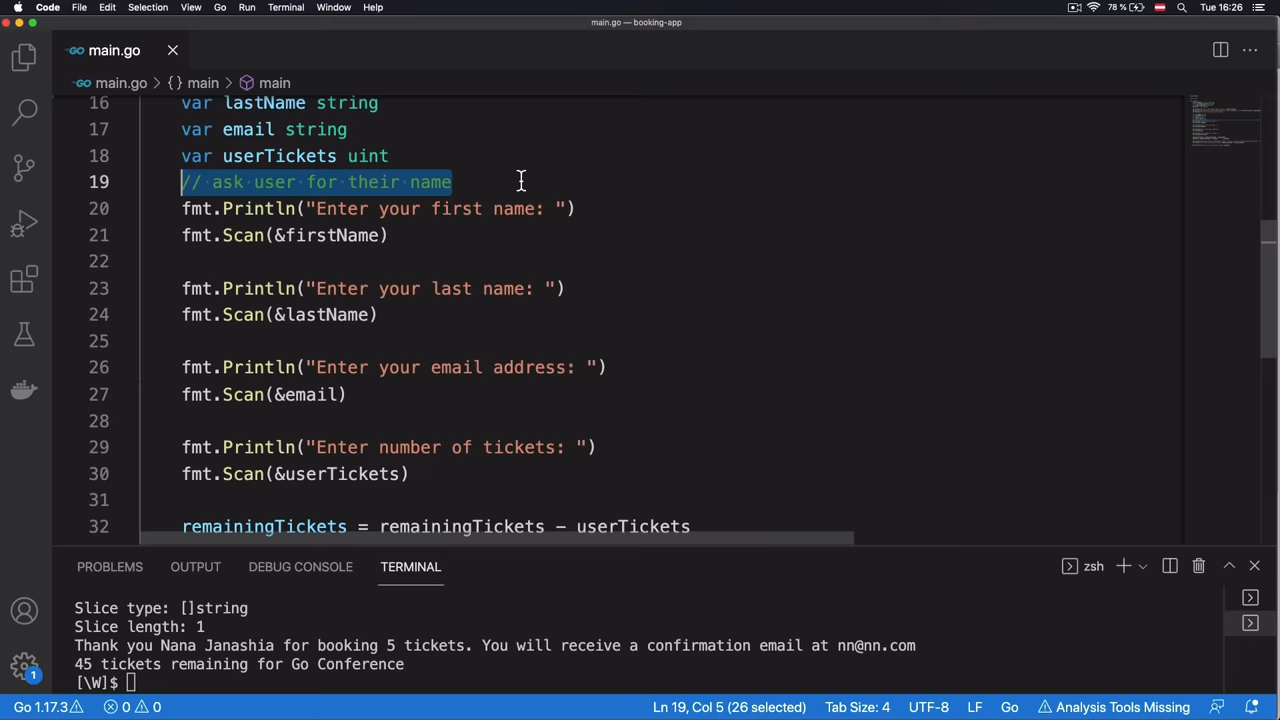 Code File Edit Selection View Go Run Terminal Window Help 78 % Tue 16:26
main.go — booking-app
main.go
main.go > {} main > main
16 var lastName string
17 var email string
18 var userTickets uint
19 // ask user for their name
20 fmt.Println("Enter your first name: ")
21 fmt.Scan(&firstName)
22
23 fmt.Println("Enter your last name: ")
24 fmt.Scan(&lastName)
25
26 fmt.Println("Enter your email address: ")
27 fmt.Scan(&email)
28
29 fmt.Println("Enter number of tickets: ")
30 fmt.Scan(&userTickets)
31
32 remainingTickets = remainingTickets - userTickets
PROBLEMS OUTPUT DEBUG CONSOLE TERMINAL zsh
Slice type: []string
Slice length: 1
Thank you Nana Janashia for booking 5 tickets. You will receive a confirmation email at nn@nn.com
45 tickets remaining for Go Conference
[\W]$
1
Go 1.17.3 0 0 Ln 19, Col 5 (26 selected) Tab Size: 4 UTF-8 LF Go Analysis Tools Missing